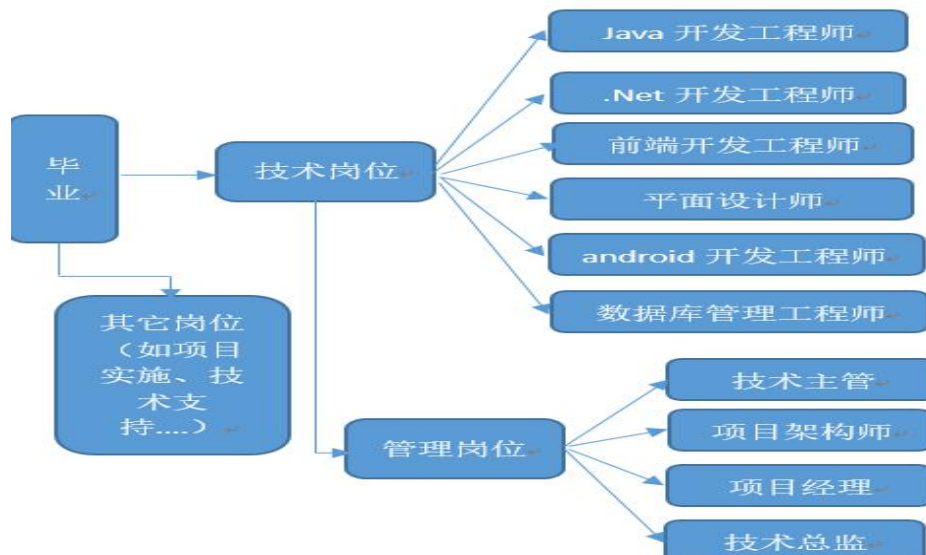 Java 开发工程师
.Net 开发工程师
前端开发工程师
平面设计师
android 开发工程师
数据库管理工程师
毕
业
技术岗位
其它岗位
（如项目
实施、技
术支
持....）
管理岗位
技术主管
项目架构师
项目经理
技术总监